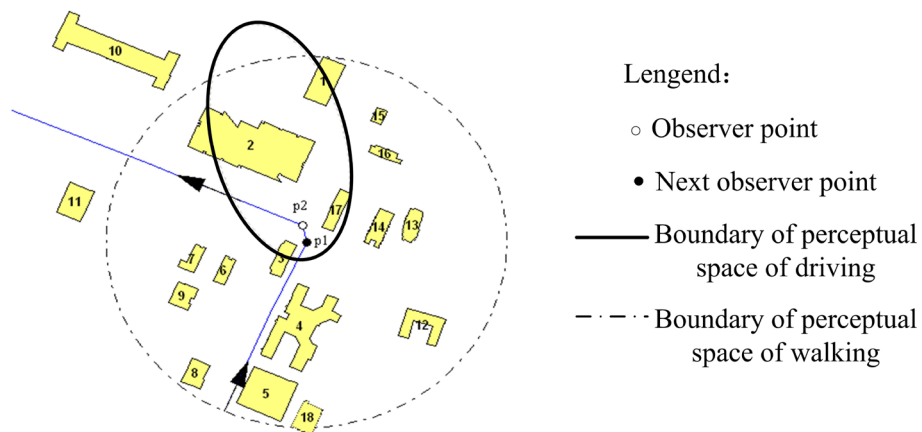 10
1
15
2
16
11
17
p2
14
13
p1
3
7
6
9
4
12
8
5
18
Lengend：
Observer point
Next observer point
Boundary of perceptual
space of driving
Boundary of perceptual
space of walking